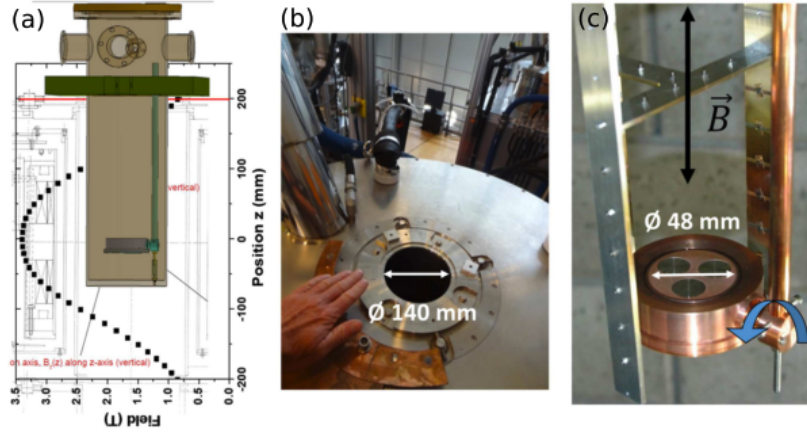 (a)
200
100
0
-100
-200
Position z (mm)
vertical)
on axis, B_z(z) along z-axis (vertical)
3.5
3.0
2.5
2.0
1.5
1.0
0.5
0.0
Field (T)
(b)
Ø 140 mm
(c)
B
Ø 48 mm